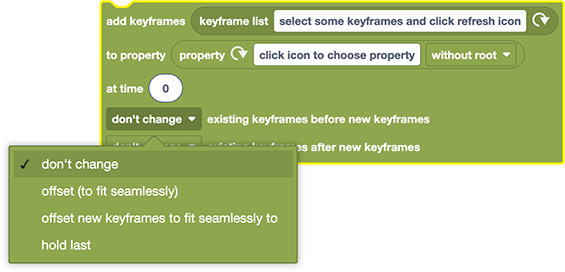 add keyframes keyframe list select some keyframes and click refresh icon
to property property click icon to choose property without root
at time 0
don't change existing keyframes before new keyframes
existing keyframes after new keyframes
don't change
offset (to fit seamlessly)
offset new keyframes to fit seamlessly to
hold last